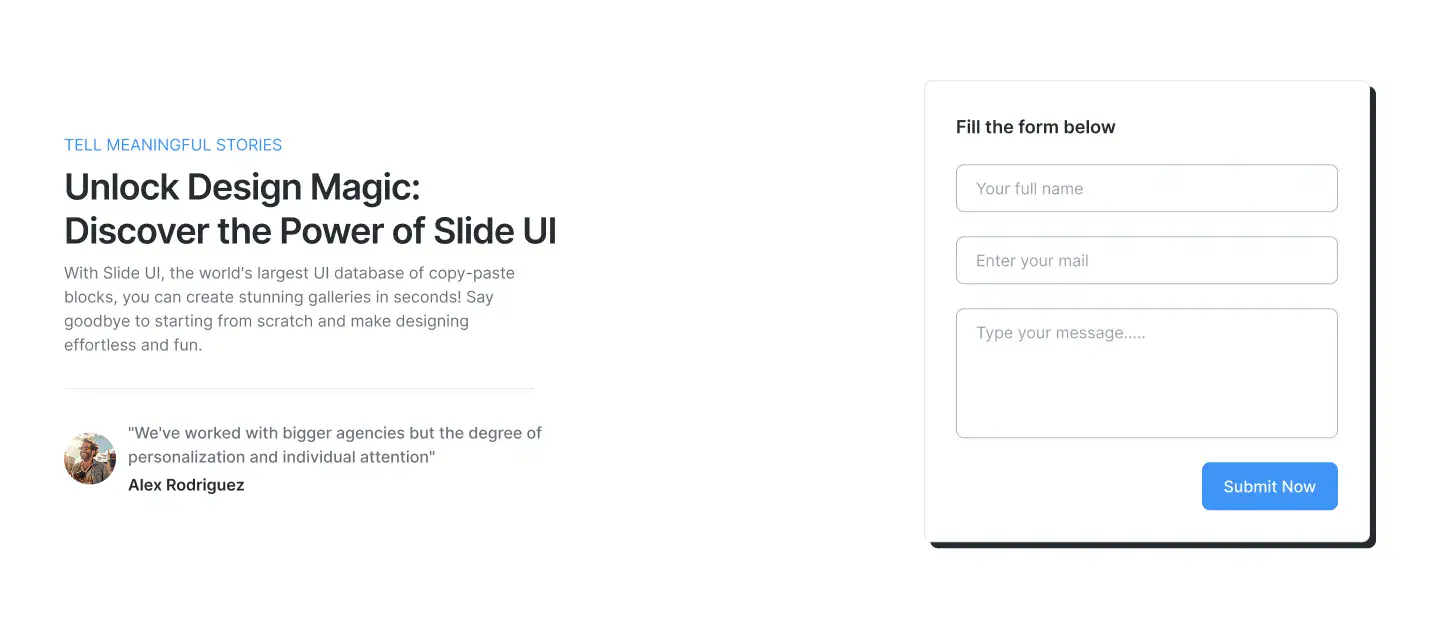 TELL MEANINGFUL STORIES
Unlock Design Magic:
Discover the Power of Slide UI
With Slide UI, the world's largest UI database of copy-paste
blocks, you can create stunning galleries in seconds! Say
goodbye to starting from scratch and make designing
effortless and fun.
"We've worked with bigger agencies but the degree of
personalization and individual attention"
Alex Rodriguez
Fill the form below
Your full name
Enter your mail
Type your message.....
Submit Now